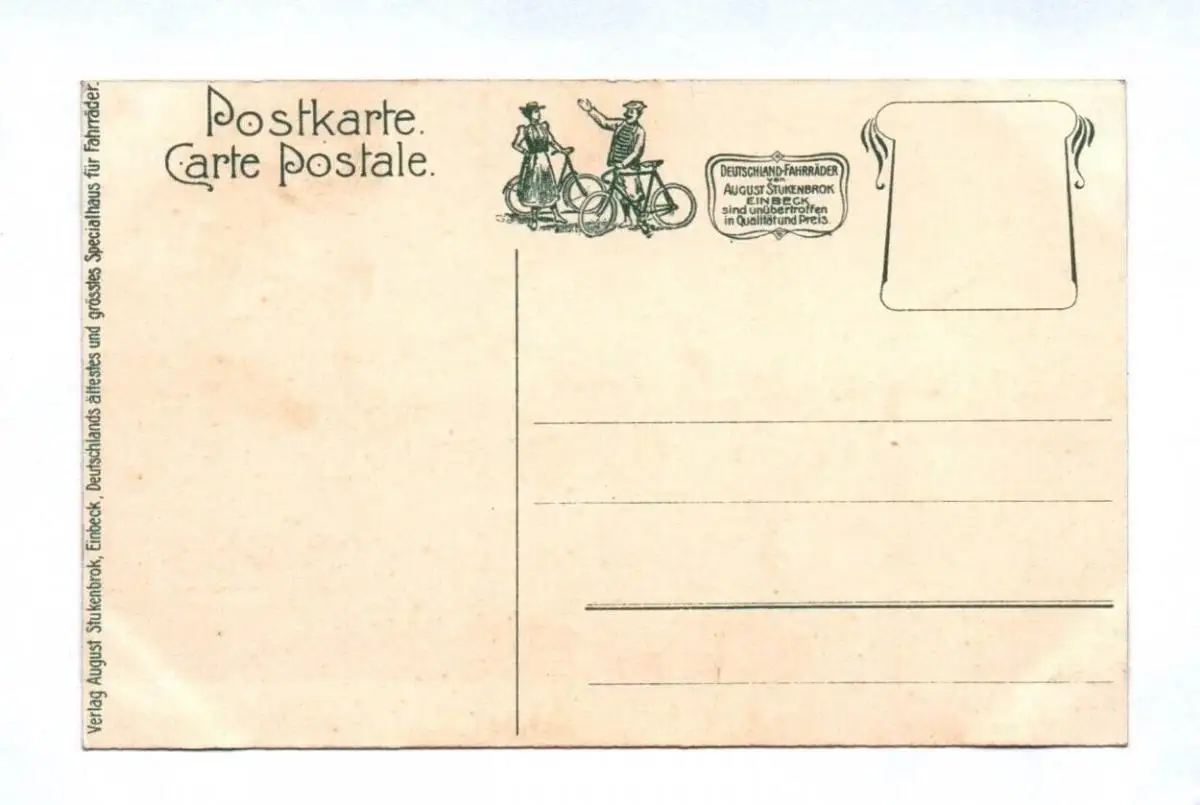 Postkarte.
Carte Postale.
DEUTSCHLAND-FAHRRÄDER
von
AUGUST STUKENBROK
EINBECK
sind unübertroffen
in Qualität und Preis.
Verlag August Stukenbrok, Einbeck, Deutschlands ältestes und grösstes Specialhaus für Fahrräder.